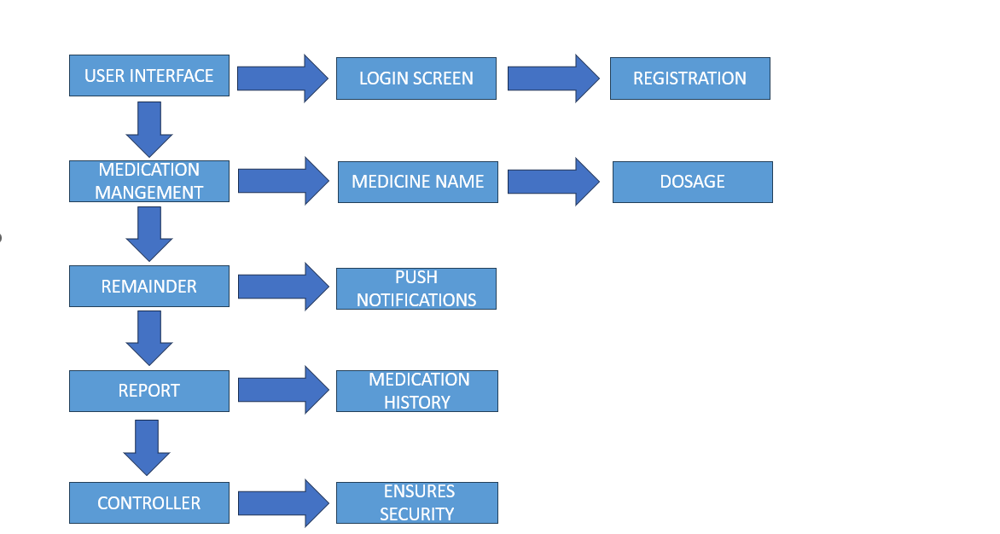 USER INTERFACE
LOGIN SCREEN
REGISTRATION
MEDICATION
MANGEMENT
MEDICINE NAME
DOSAGE
REMAINDER
PUSH
NOTIFICATIONS
REPORT
MEDICATION
HISTORY
CONTROLLER
ENSURES
SECURITY